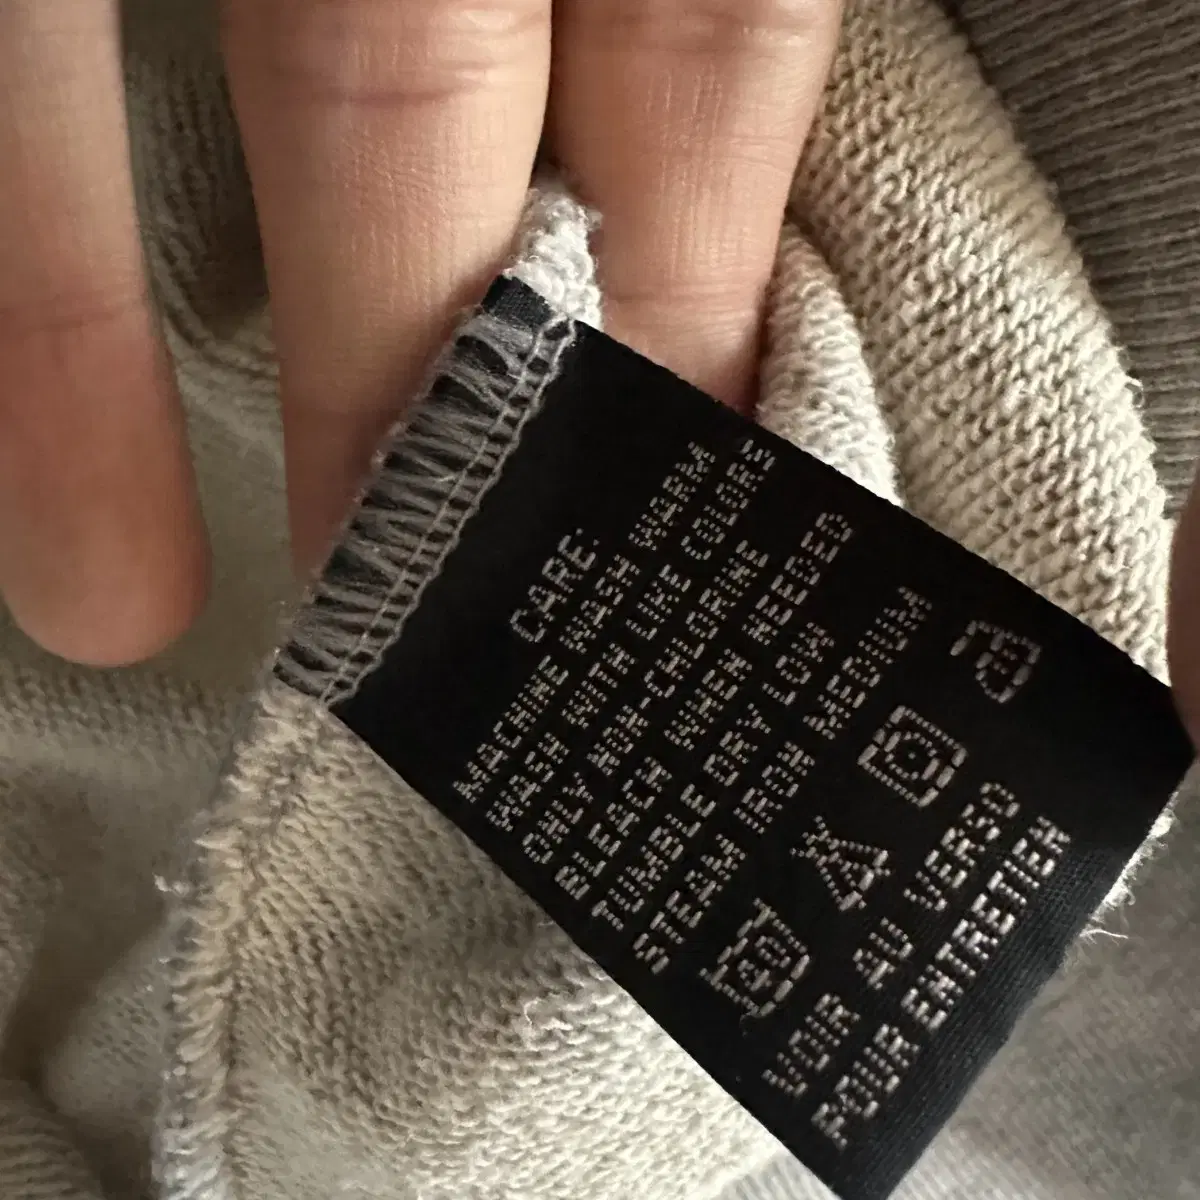 CARE:
MACHINE WASH WARM
WASH WITH LIKE COLORS
ONLY NON-CHLORINE
BLEACH WHEN NEEDED
TUMBLE DRY LOW
STEAM IRON MEDIUM
VOIR AU VERSO
POUR ENTRETIEN